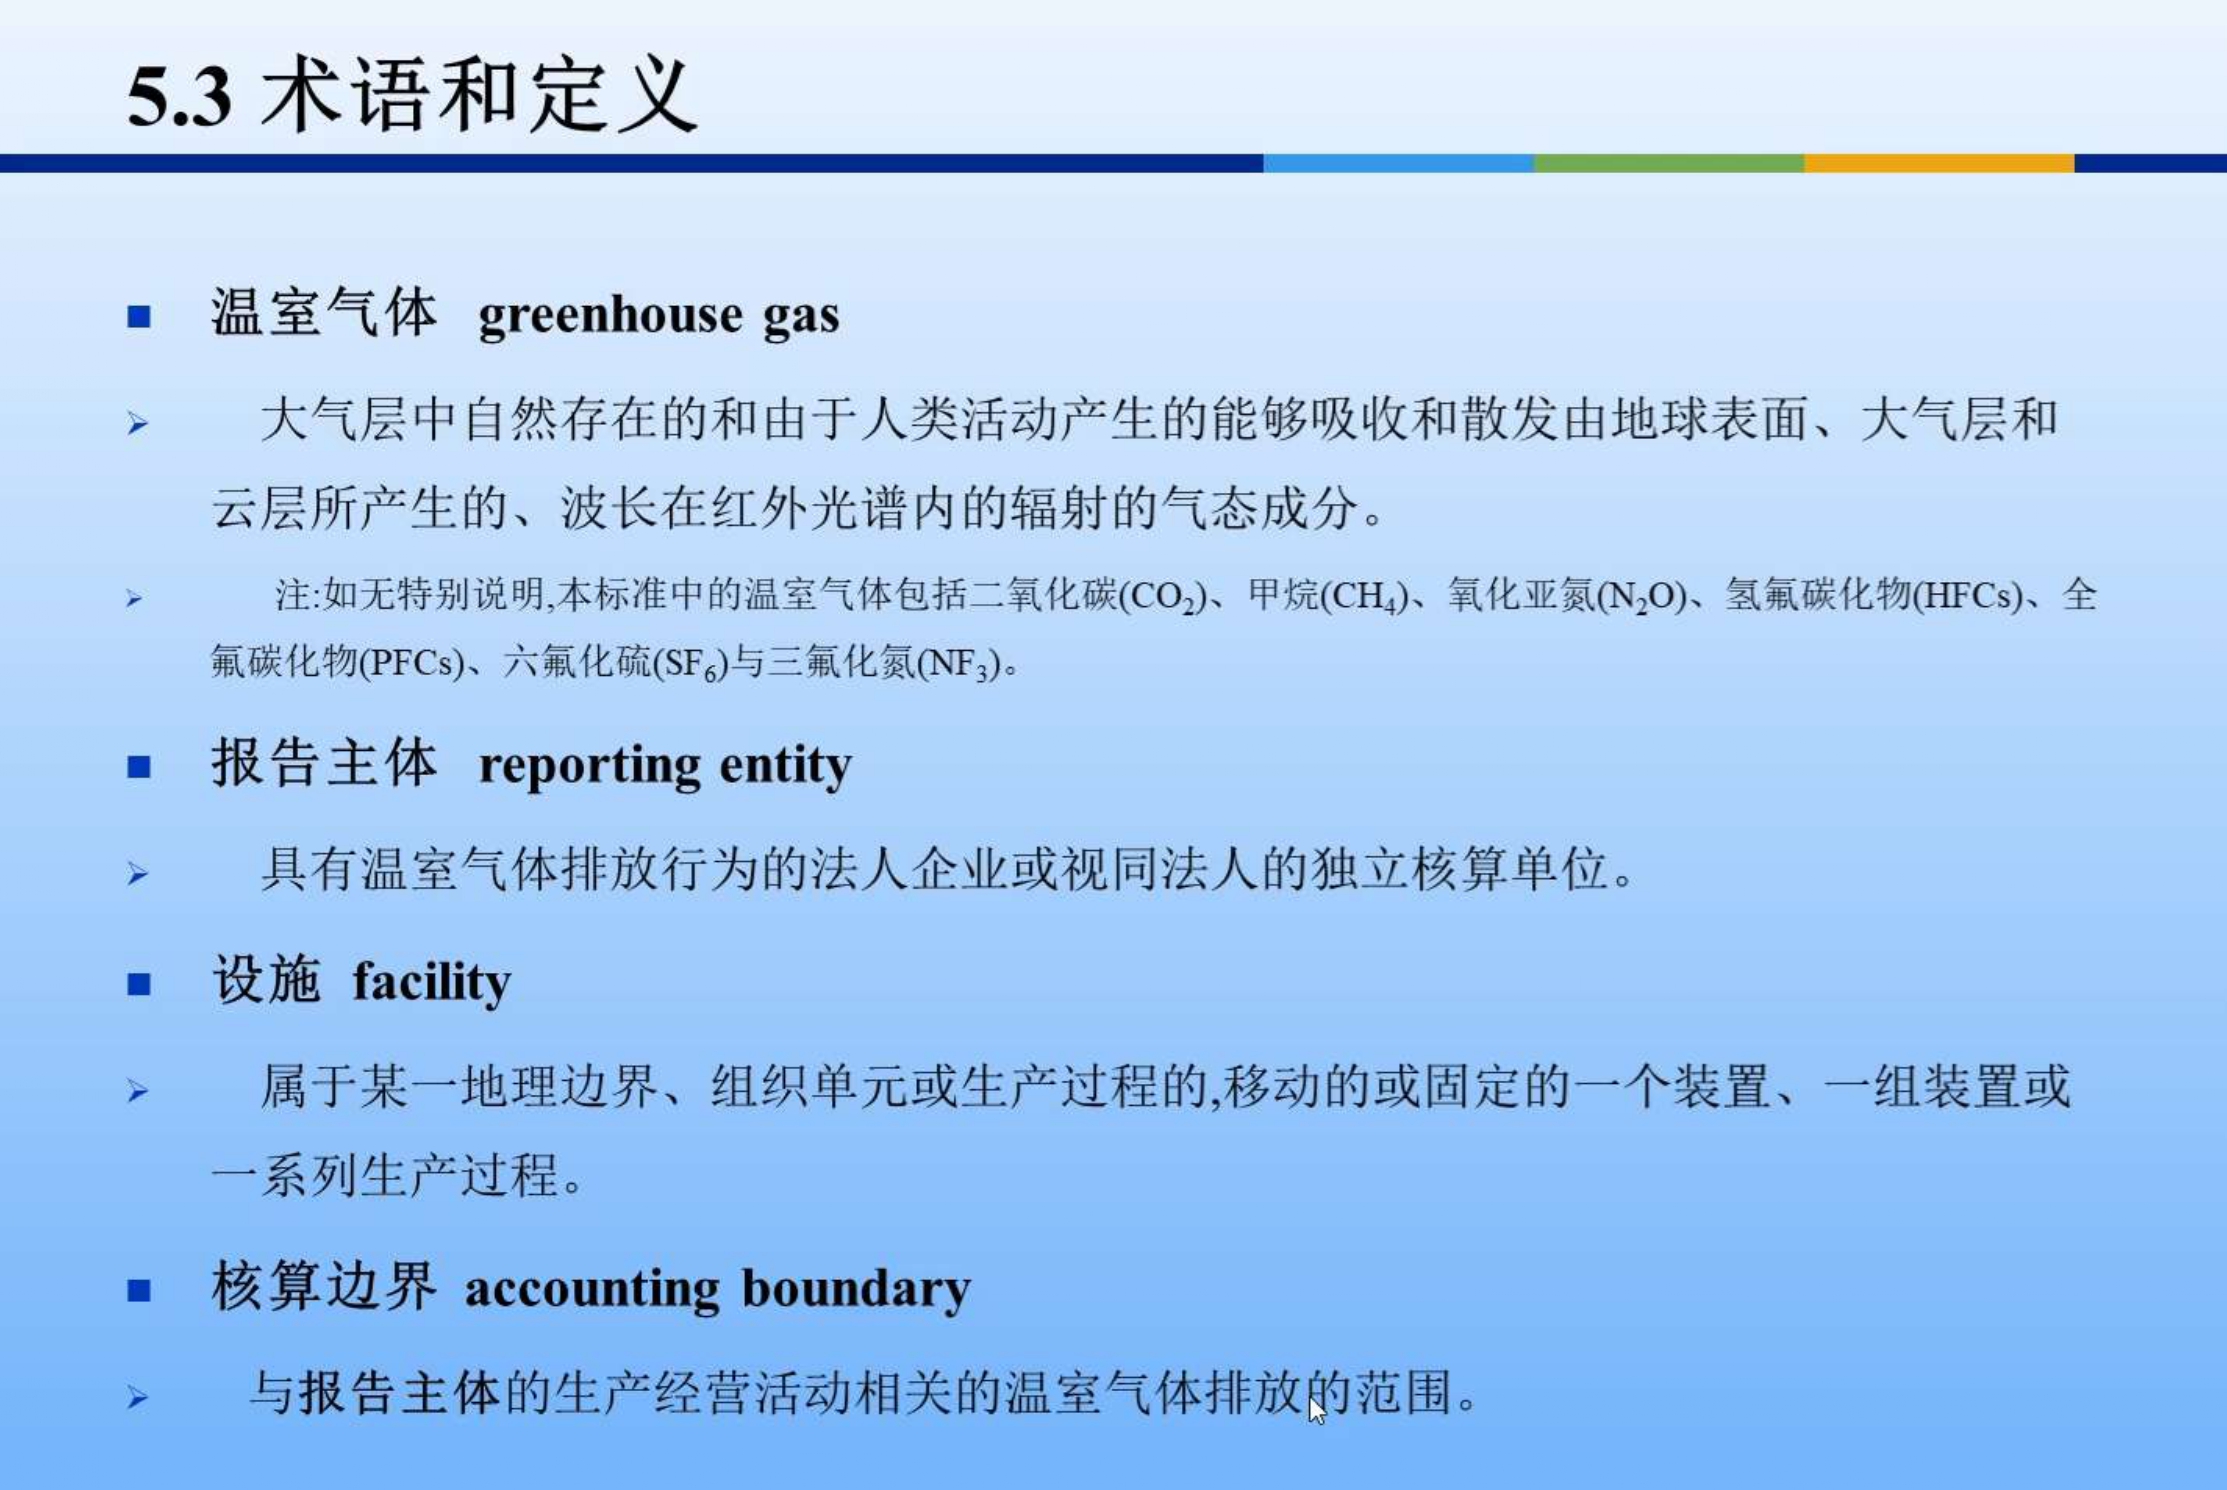 5.3 术语和定义
温室气体 greenhouse gas
大气层中自然存在的和由于人类活动产生的能够吸收和散发由地球表面、大气层和
云层所产生的、波长在红外光谱内的辐射的气态成分。
注:如无特别说明,本标准中的温室气体包括二氧化碳(CO₂)、甲烷(CH₄)、氧化亚氮(N₂O)、氢氟碳化物(HFCs)、全
氟碳化物(PFCs)、六氟化硫(SF₆)与三氟化氮(NF₃)。
报告主体 reporting entity
具有温室气体排放行为的法人企业或视同法人的独立核算单位。
设施 facility
属于某一地理边界、组织单元或生产过程的,移动的或固定的一个装置、一组装置或
一系列生产过程。
核算边界 accounting boundary
与报告主体的生产经营活动相关的温室气体排放的范围。